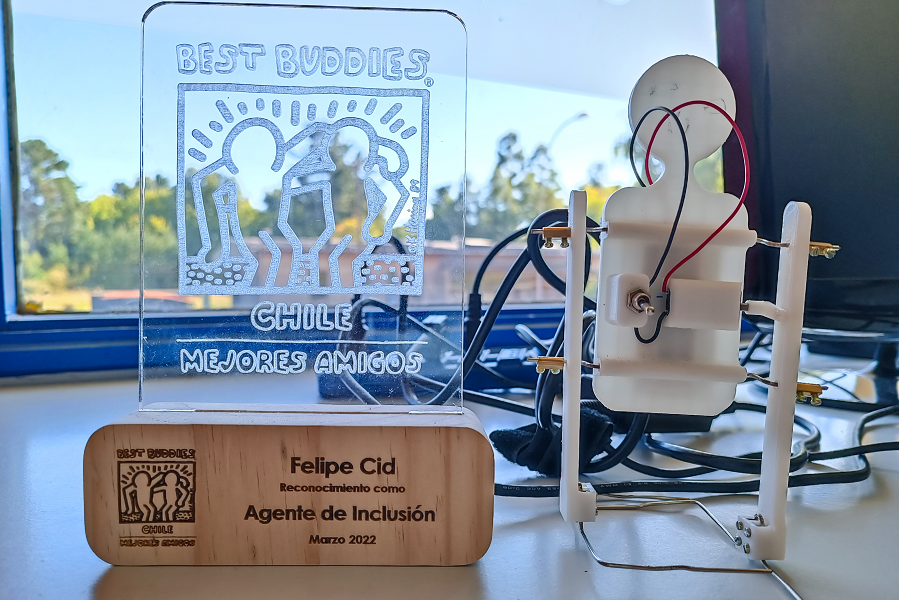 BEST BUDDIES®
CHILE
MEJORES AMIGOS
BEST BUDDIES
CHILE
MEJORES AMIGOS
Felipe Cid
Reconocimiento como
Agente de Inclusión
Marzo 2022